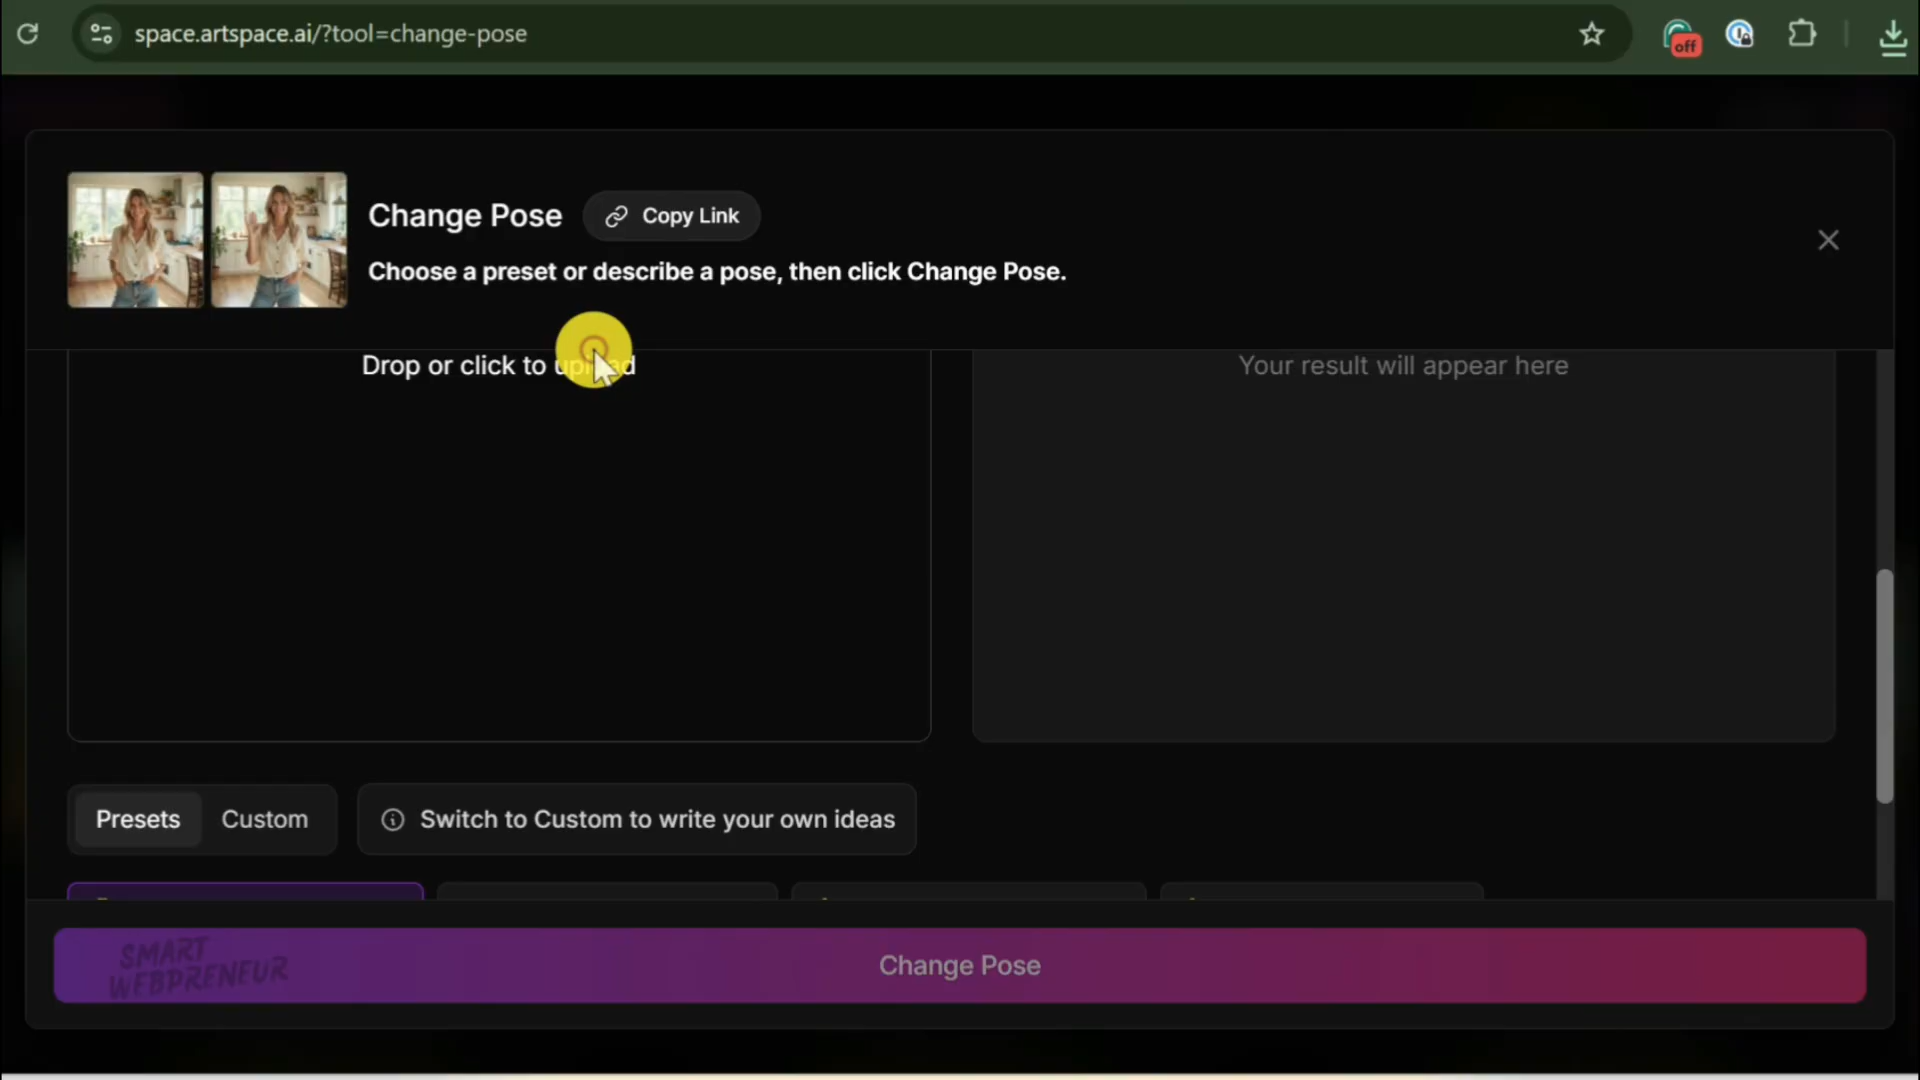 space.artspace.ai/?tool=change-pose
off
Change Pose
Copy Link
Choose a preset or describe a pose, then click Change Pose.
Drop or click to upload
Your result will appear here
Presets
Custom
Switch to Custom to write your own ideas
SMART
WEBPRENEUR
Change Pose